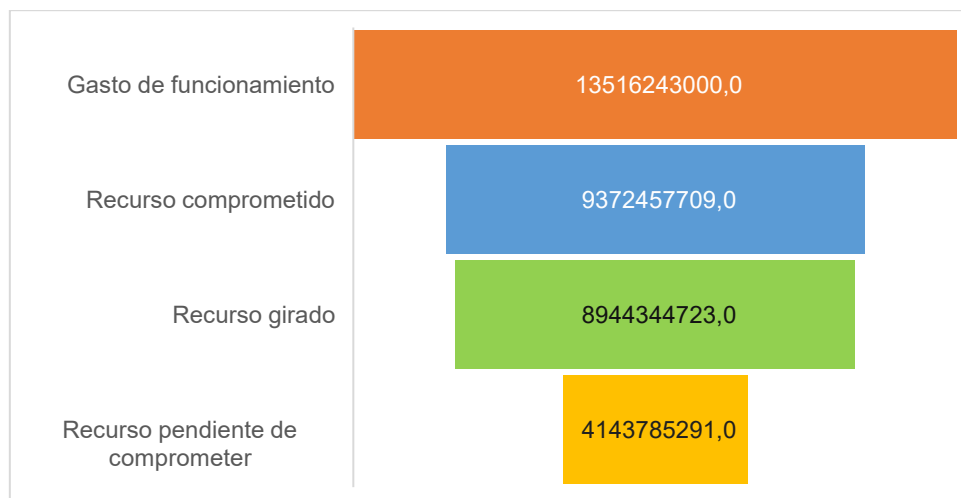 Gasto de funcionamiento
13516243000,0
Recurso comprometido
9372457709,0
Recurso girado
8944344723,0
Recurso pendiente de
comprometer
4143785291,0